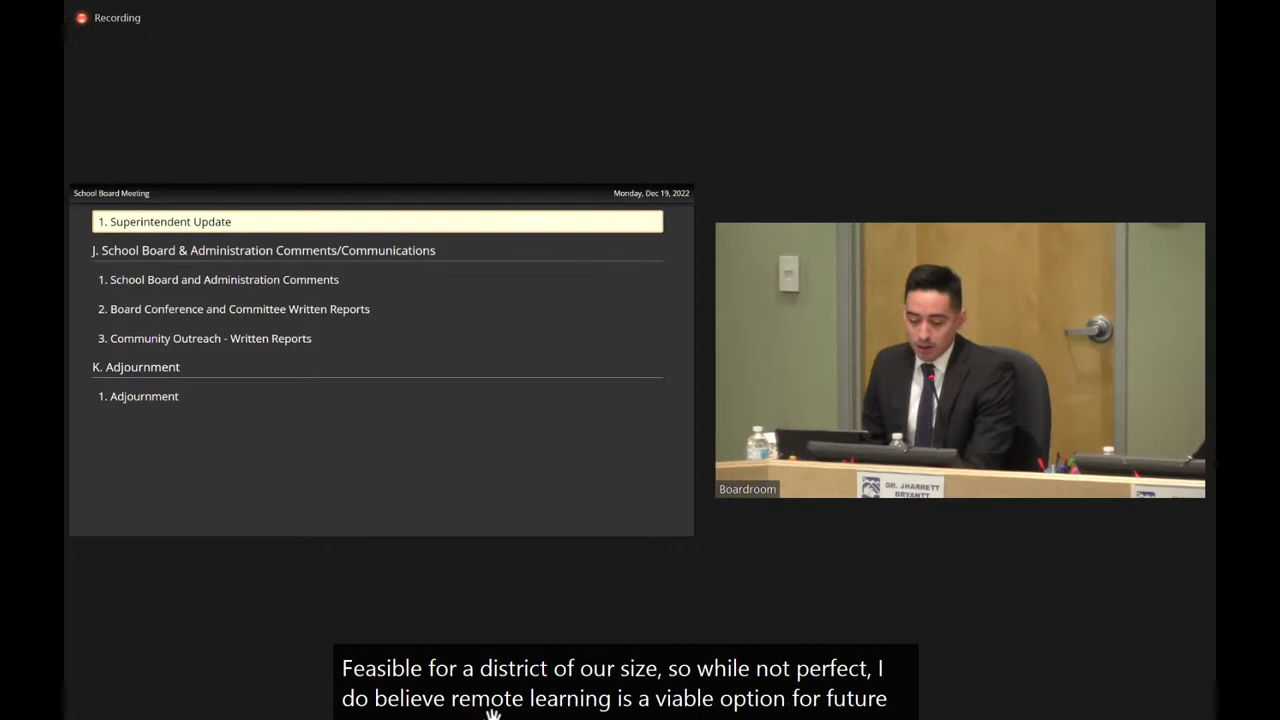 Recording
School Board Meeting
Monday, Dec 19, 2022
1. Superintendent Update
J. School Board & Administration Comments/Communications
1. School Board and Administration Comments
2. Board Conference and Committee Written Reports
3. Community Outreach - Written Reports
K. Adjournment
1. Adjournment
Boardroom
DR. JHARRETT
BRYANTT
Feasible for a district of our size, so while not perfect, I
do believe remote learning is a viable option for future